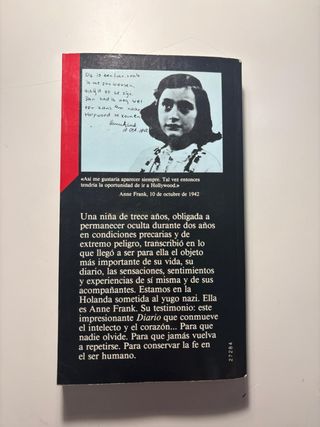 «Así me gustaría aparecer siempre. Tal vez entonces
tendría la oportunidad de ir a Hollywood.»
Anne Frank, 10 de octubre de 1942
Una niña de trece años, obligada a
permanecer oculta durante dos años
en condiciones precarias y de
extremo peligro, transcribió en lo
que llegó a ser para ella el objeto
más importante de su vida, su
diario, las sensaciones, sentimientos
y experiencias de sí misma y de sus
acompañantes. Estamos en la
Holanda sometida al yugo nazi. Ella
es Anne Frank. Su testimonio: este
impresionante Diario que conmueve
el intelecto y el corazón... Para que
nadie olvide. Para que jamás vuelva
a repetirse. Para conservar la fe en
el ser humano.
27284